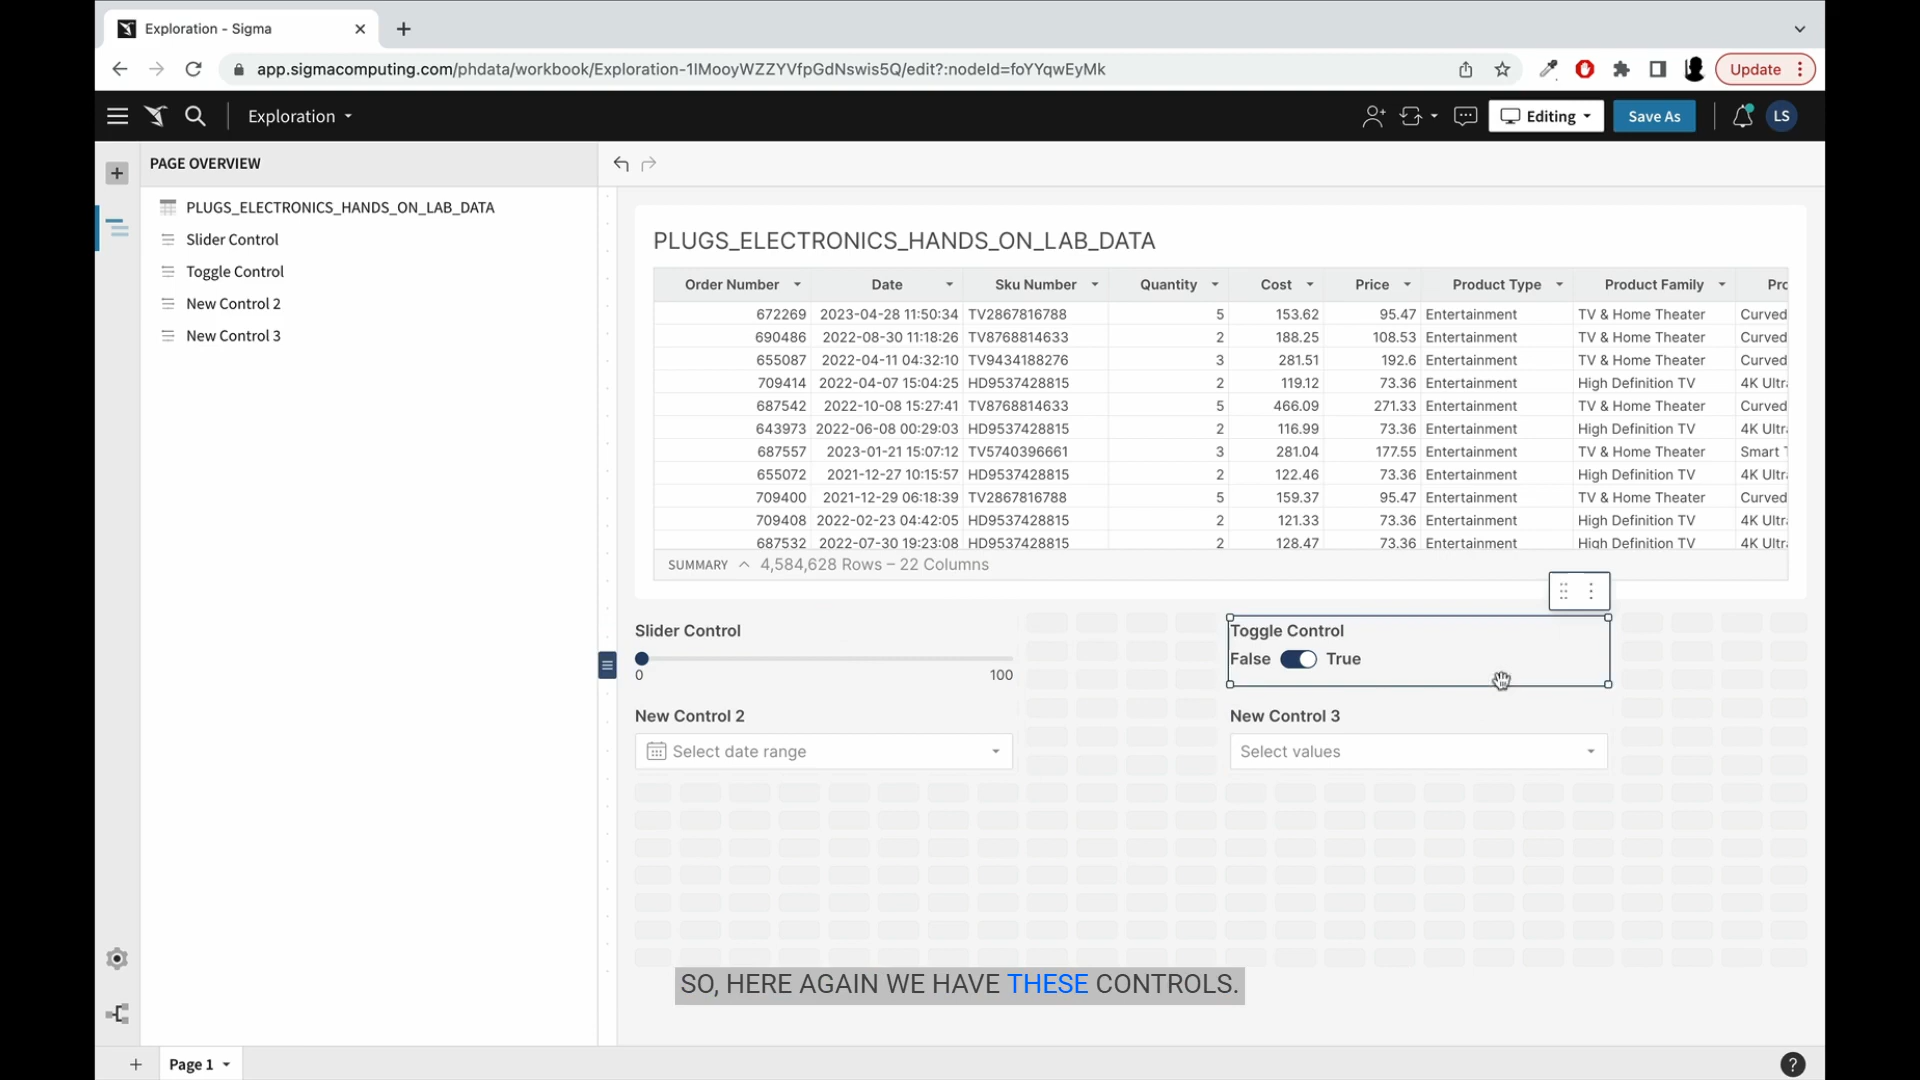 Exploration - Sigma
app.sigmacomputing.com/phdata/workbook/Exploration-1IMooyWZZYVfpGdNswis5Q/edit?:nodeId=foYYqwEyMk
Update
Exploration
Editing
Save As
LS
PAGE OVERVIEW
PLUGS_ELECTRONICS_HANDS_ON_LAB_DATA
Slider Control
Toggle Control
New Control 2
New Control 3
PLUGS_ELECTRONICS_HANDS_ON_LAB_DATA
Order Number Date Sku Number Quantity Cost Price Product Type Product Family Prc
672269 2023-04-28 11:50:34 TV2867816788 5 153.62 95.47 Entertainment TV & Home Theater Curved
690486 2022-08-30 11:18:26 TV8768814633 2 188.25 108.53 Entertainment TV & Home Theater Curved
655087 2022-04-11 04:32:10 TV9434188276 3 281.51 192.6 Entertainment TV & Home Theater Curved
709414 2022-04-07 15:04:25 HD9537428815 2 119.12 73.36 Entertainment High Definition TV 4K Ultr
687542 2022-10-08 15:27:41 TV8768814633 5 466.09 271.33 Entertainment TV & Home Theater Curved
643973 2022-06-08 00:29:03 HD9537428815 2 116.99 73.36 Entertainment High Definition TV 4K Ultr
687557 2023-01-21 15:07:12 TV5740396661 3 281.04 177.55 Entertainment TV & Home Theater Smart
655072 2021-12-27 10:15:57 HD9537428815 2 122.46 73.36 Entertainment High Definition TV 4K Ultr
709400 2021-12-29 06:18:39 TV2867816788 5 159.37 95.47 Entertainment TV & Home Theater Curved
709408 2022-02-23 04:42:05 HD9537428815 2 121.33 73.36 Entertainment High Definition TV 4K Ultr
687532 2022-07-30 19:23:08 HD9537428815 2 128.47 73.36 Entertainment High Definition TV 4K Ultr
SUMMARY 4,584,628 Rows – 22 Columns
Slider Control
0 100
Toggle Control
False True
New Control 2
Select date range
New Control 3
Select values
SO, HERE AGAIN WE HAVE THESE CONTROLS.
Page 1
?